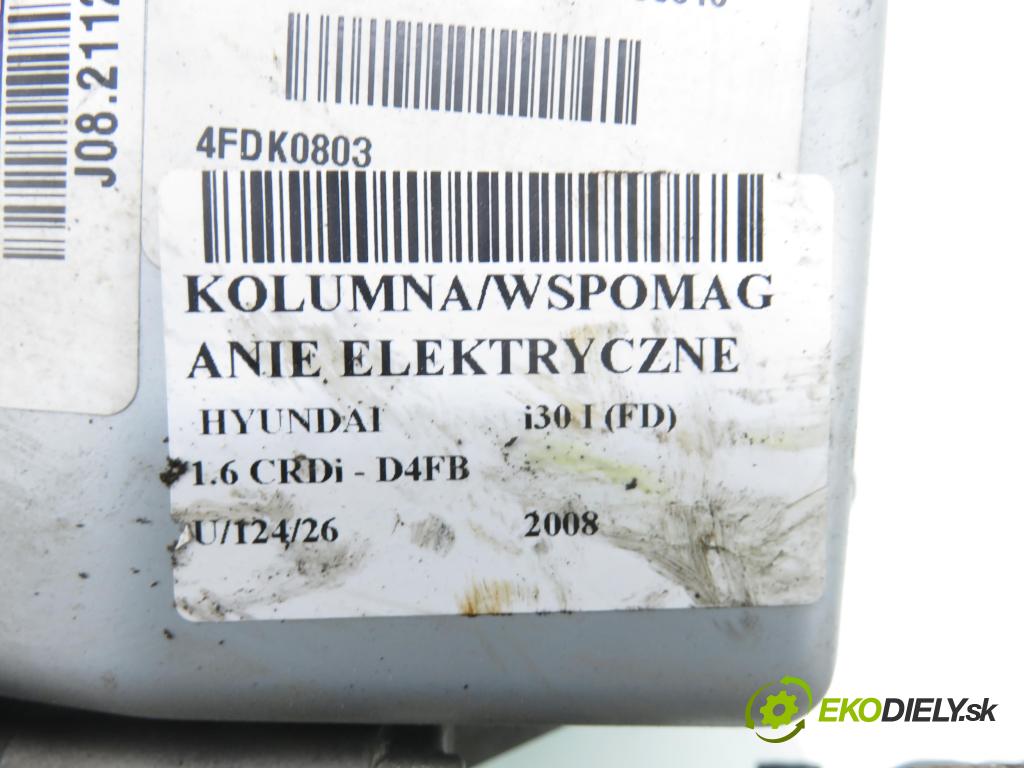 J08.2112
4FDK0803
KOLUMNA/WSPOMAG
ANIE ELEKTRYCZNE
HYUNDAI i30 I (FD)
1.6 CRDi - D4FB
U/124/26 2008
EKODIELY.sk